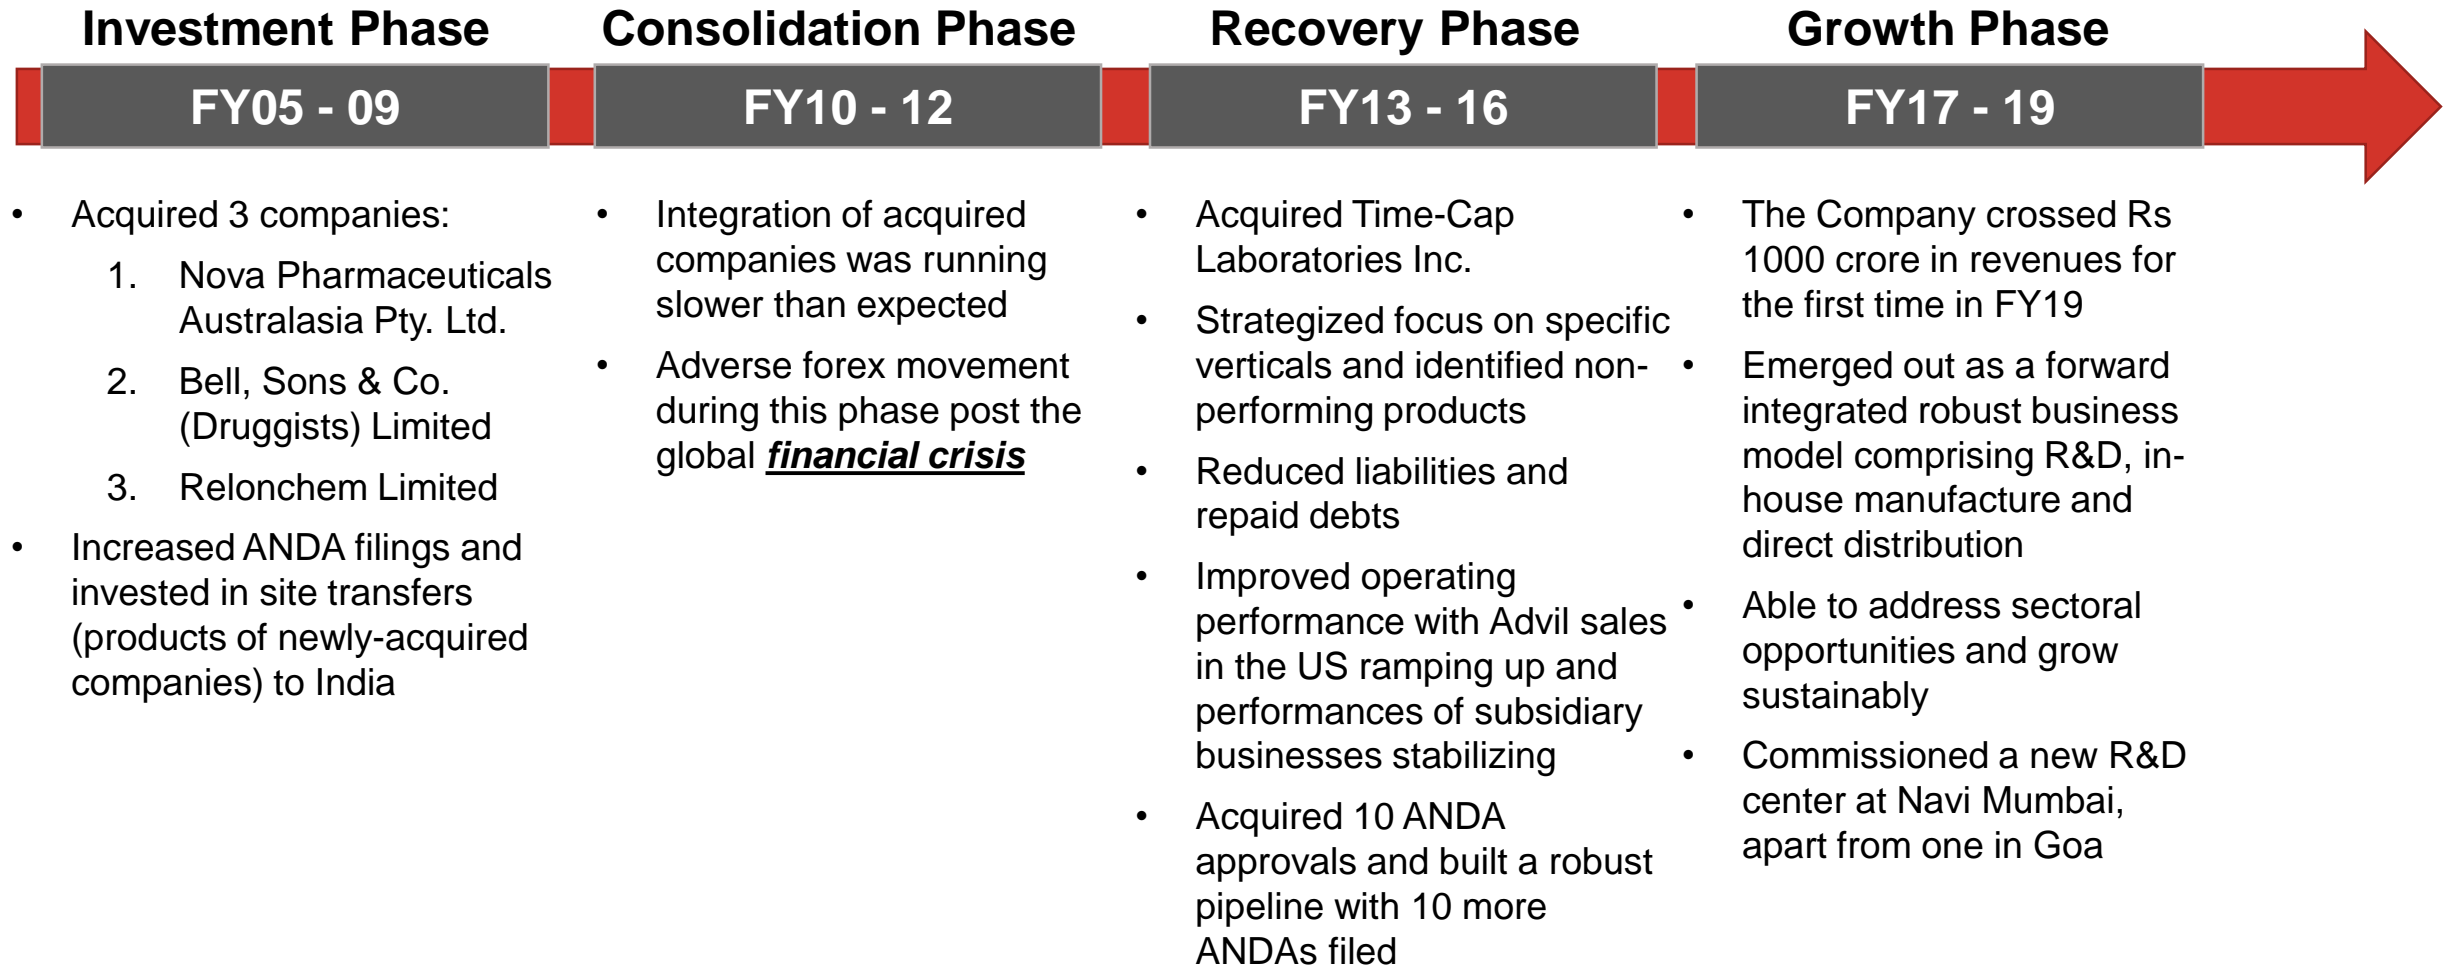 Investment Phase
FY05 - 09
• Acquired 3 companies:
1. Nova Pharmaceuticals
Australasia Pty. Ltd.
2. Bell, Sons & Co.
(Druggists) Limited
3. Relonchem Limited
• Increased ANDA filings and
invested in site transfers
(products of newly-acquired
companies) to India
Consolidation Phase
FY10 - 12
• Integration of acquired
companies was running
slower than expected
• Adverse forex movement
during this phase post the
global financial crisis
Recovery Phase
FY13 - 16
• Acquired Time-Cap
Laboratories Inc.
• Strategized focus on specific
verticals and identified non-
performing products
• Reduced liabilities and
repaid debts
• Improved operating
performance with Advil sales
in the US ramping up and
performances of subsidiary
businesses stabilizing
• Acquired 10 ANDA
approvals and built a robust
pipeline with 10 more
ANDAs filed
Growth Phase
FY17 - 19
• The Company crossed Rs
1000 crore in revenues for
the first time in FY19
• Emerged out as a forward
integrated robust business
model comprising R&D, in-
house manufacture and
direct distribution
• Able to address sectoral
opportunities and grow
sustainably
• Commissioned a new R&D
center at Navi Mumbai,
apart from one in Goa